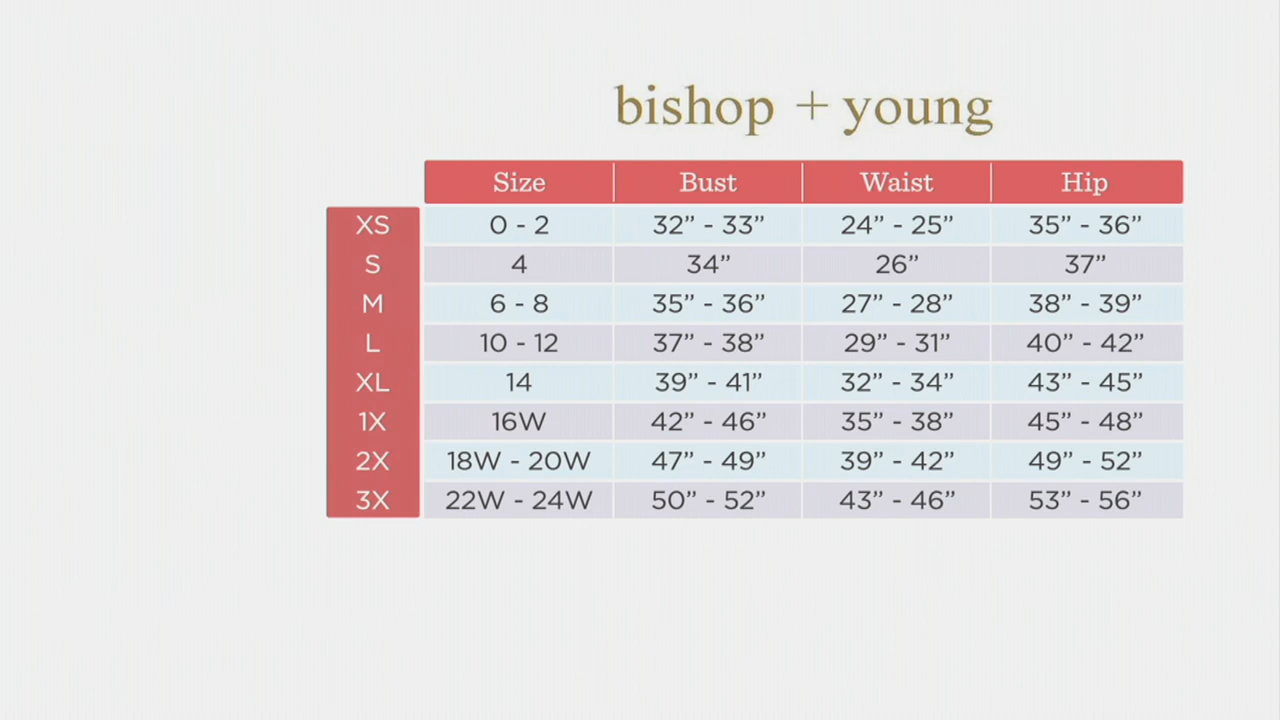 bishop + young
Size Bust Waist Hip
XS 0 - 2 32” - 33” 24” - 25” 35” - 36”
S 4 34” 26” 37”
M 6 - 8 35” - 36” 27” - 28” 38” - 39”
L 10 - 12 37” - 38” 29” - 31” 40” - 42”
XL 14 39” - 41” 32” - 34” 43” - 45”
1X 16W 42” - 46” 35” - 38” 45” - 48”
2X 18W - 20W 47” - 49” 39” - 42” 49” - 52”
3X 22W - 24W 50” - 52” 43” - 46” 53” - 56”